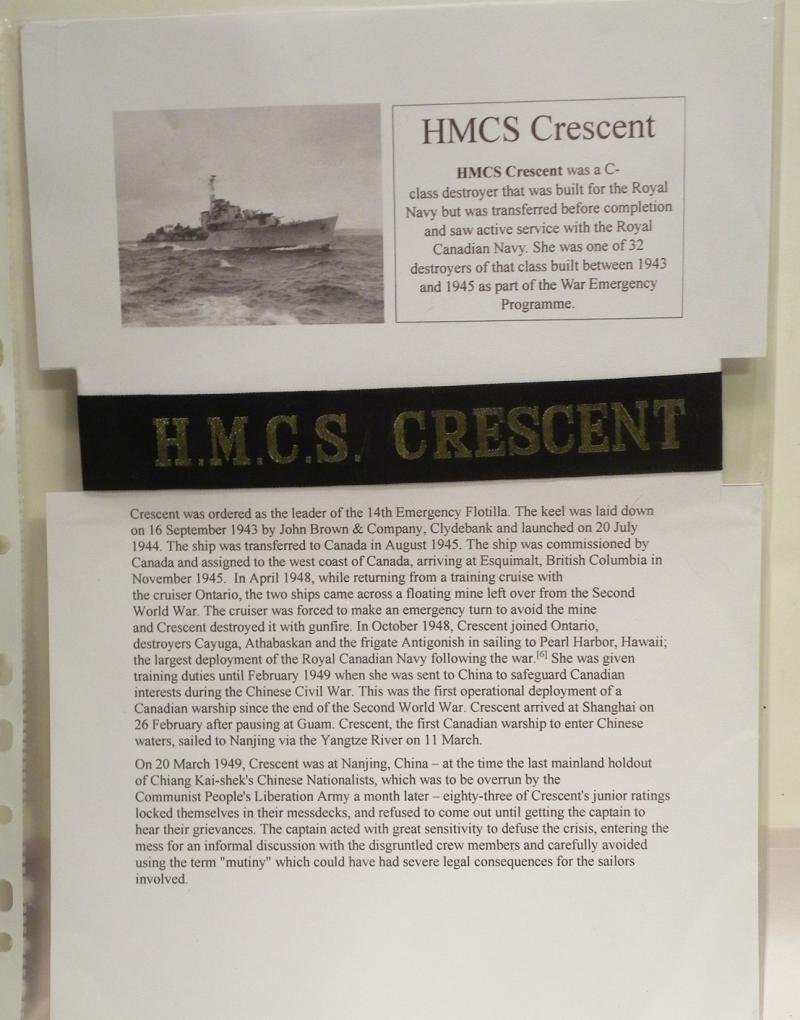 HMCS Crescent
HMCS Crescent was a C-
class destroyer that was built for the Royal
Navy but was transferred before completion
and saw active service with the Royal
Canadian Navy. She was one of 32
destroyers of that class built between 1943
and 1945 as part of the War Emergency
Programme.
H.M.C.S. CRESCENT
Crescent was ordered as the leader of the 14th Emergency Flotilla. The keel was laid down
on 16 September 1943 by John Brown & Company, Clydebank and launched on 20 July
1944. The ship was transferred to Canada in August 1945. The ship was commissioned by
Canada and assigned to the west coast of Canada, arriving at Esquimalt, British Columbia in
November 1945. In April 1948, while returning from a training cruise with
the cruiser Ontario, the two ships came across a floating mine left over from the Second
World War. The cruiser was forced to make an emergency turn to avoid the mine
and Crescent destroyed it with gunfire. In October 1948, Crescent joined Ontario,
destroyers Cayuga, Athabaskan and the frigate Antigonish in sailing to Pearl Harbor, Hawaii;
the largest deployment of the Royal Canadian Navy following the war.[6] She was given
training duties until February 1949 when she was sent to China to safeguard Canadian
interests during the Chinese Civil War. This was the first operational deployment of a
Canadian warship since the end of the Second World War. Crescent arrived at Shanghai on
26 February after pausing at Guam. Crescent, the first Canadian warship to enter Chinese
waters, sailed to Nanjing via the Yangtze River on 11 March.
On 20 March 1949, Crescent was at Nanjing, China – at the time the last mainland holdout
of Chiang Kai-shek's Chinese Nationalists, which was to be overrun by the
Communist People's Liberation Army a month later – eighty-three of Crescent's junior ratings
locked themselves in their messdecks, and refused to come out until getting the captain to
hear their grievances. The captain acted with great sensitivity to defuse the crisis, entering the
mess for an informal discussion with the disgruntled crew members and carefully avoided
using the term "mutiny" which could have had severe legal consequences for the sailors
involved.